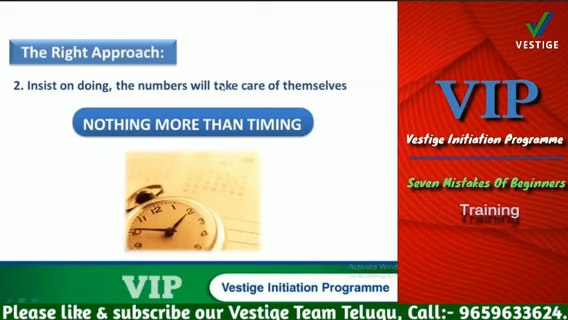 The Right Approach:
2. Insist on doing, the numbers will take care of themselves
NOTHING MORE THAN TIMING
VIP
Vestige Initiation Programme
VESTIGE
VIP
Vestige Initiation Programme
Seven Mistakes Of Beginners
Training
Activate Wind
Please like & subscribe our Vestige Team Telugu, Call:- 9659633624.